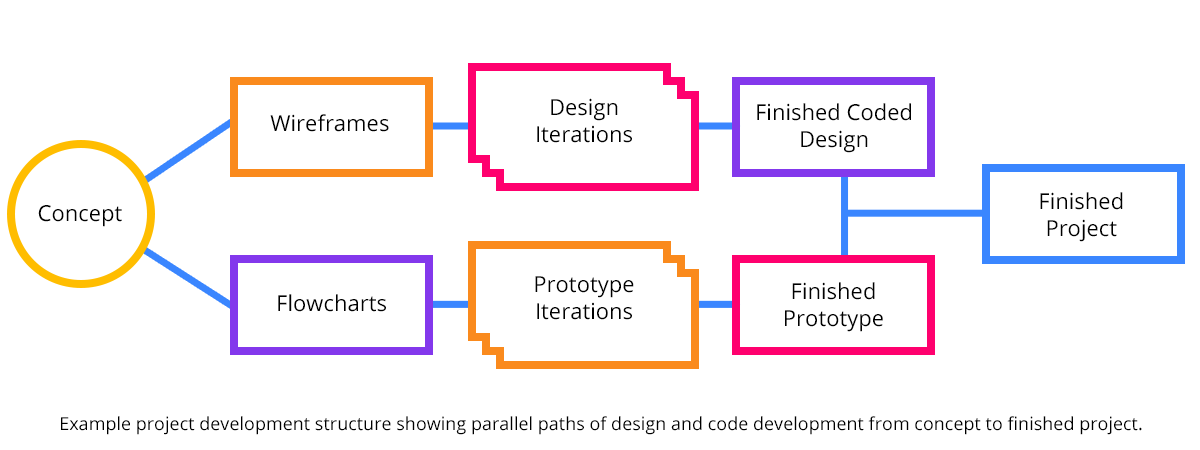 Concept
Wireframes
Design
Iterations
Finished Coded
Design
Flowcharts
Prototype
Iterations
Finished
Prototype
Finished
Project
Example project development structure showing parallel paths of design and code development from concept to finished project.